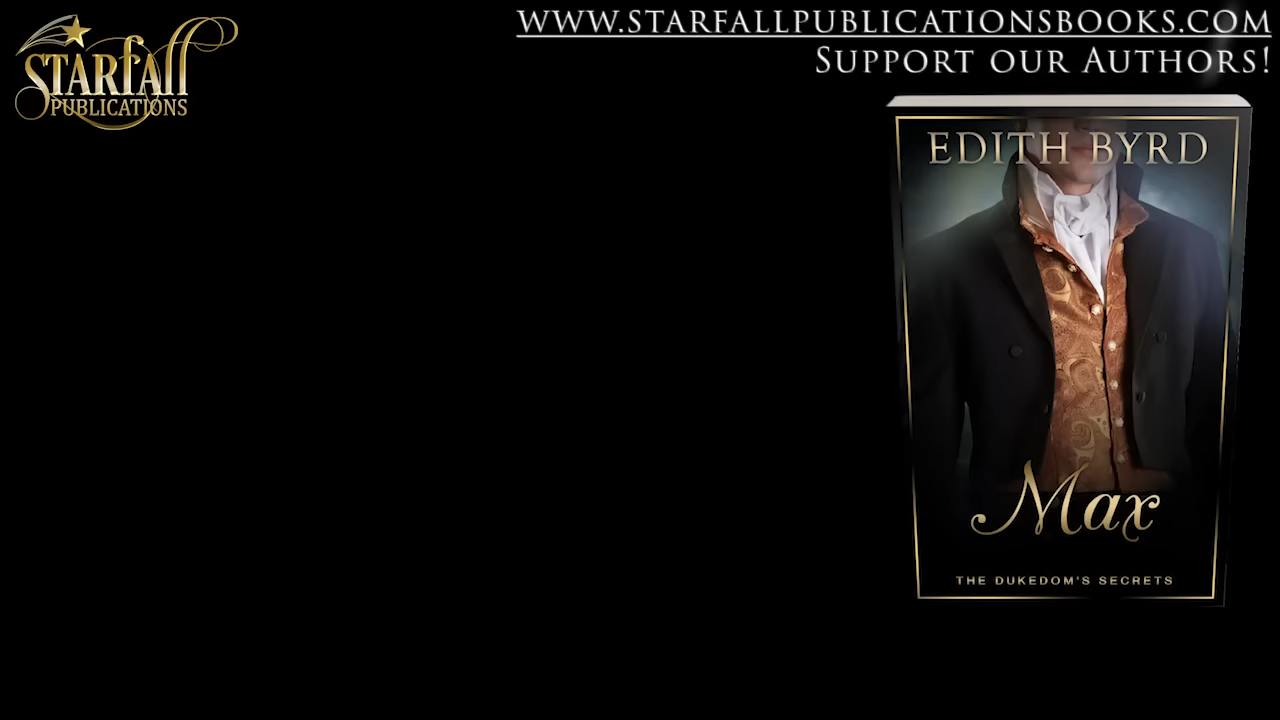 STARfall
PUBLICATIONS
WWW.STARFALLPUBLICATIONSBOOKS.COM
SUPPORT OUR AUTHORS!
EDITH BYRD
Max
THE DUKEDOM'S SECRETS